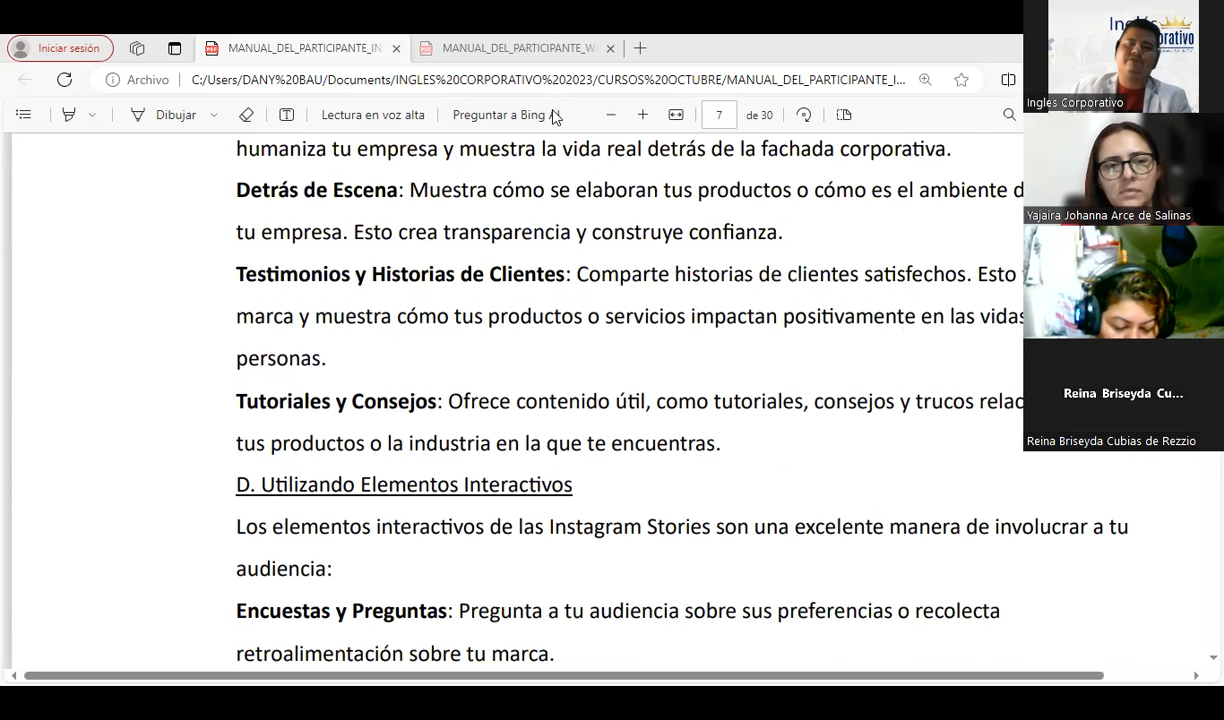 Iniciar sesión
MANUAL_DEL_PARTICIPANTE_IN
MANUAL_DEL_PARTICIPANTE_WI
Archivo
C:/Users/DANY%20BAU/Documents/INGLES%20CORPORATIVO%202023/CURSOS%20OCTUBRE/MANUAL_DEL_PARTICIPANTE_I...
Dibujar
Lectura en voz alta
Preguntar a Bing
7
de 30
humaniza tu empresa y muestra la vida real detrás de la fachada corporativa.
Detrás de Escena: Muestra cómo se elaboran tus productos o cómo es el ambiente d
tu empresa. Esto crea transparencia y construye confianza.
Testimonios y Historias de Clientes: Comparte historias de clientes satisfechos. Esto
marca y muestra cómo tus productos o servicios impactan positivamente en las vidas
personas.
Tutoriales y Consejos: Ofrece contenido útil, como tutoriales, consejos y trucos relac
tus productos o la industria en la que te encuentras.
D. Utilizando Elementos Interactivos
Los elementos interactivos de las Instagram Stories son una excelente manera de involucrar a tu
audiencia:
Encuestas y Preguntas: Pregunta a tu audiencia sobre sus preferencias o recolecta
retroalimentación sobre tu marca.
Ingles Corporativo
Yajaira Johanna Arce de Salinas
Reina Briseyda Cu...
Reina Briseyda Cubias de Rezzio